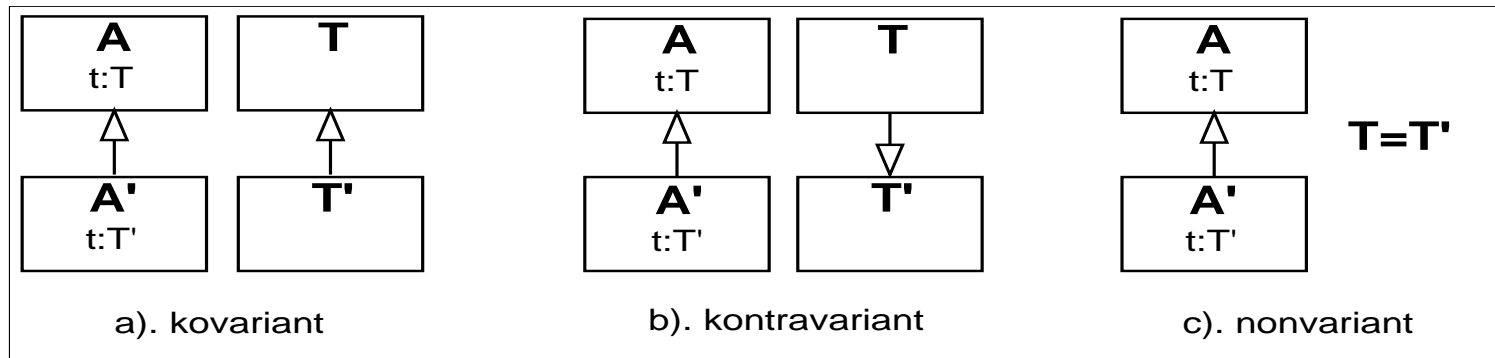 A
t:T
T
A'
t:T'
T'
a). kovariant
A
t:T
T
A'
t:T'
T'
b). kontravariant
A
t:T
T=T'
A'
t:T'
c). nonvariant